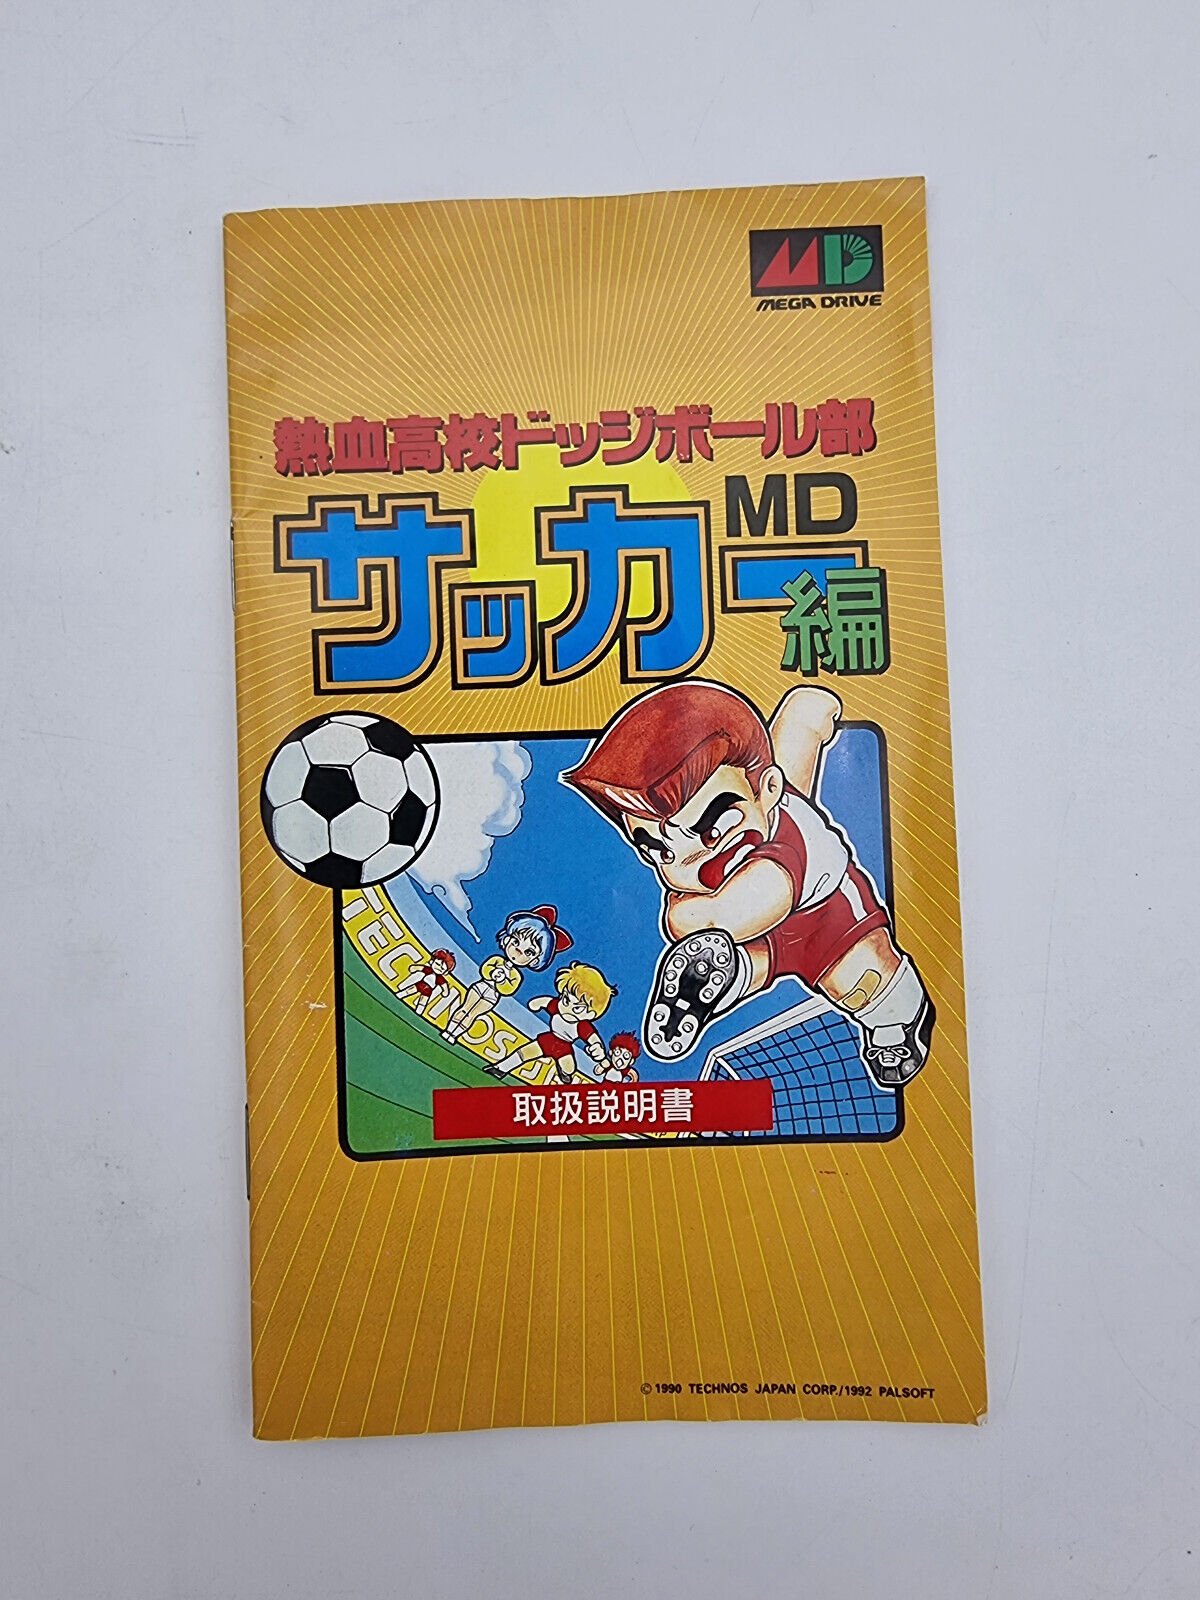 MD
MEGA DRIVE
熱血高校ドッジボール部
サッカー MD 編
TECHNOS J
取扱説明書
©1990 TECHNOS JAPAN CORP./1992 PALSOFT